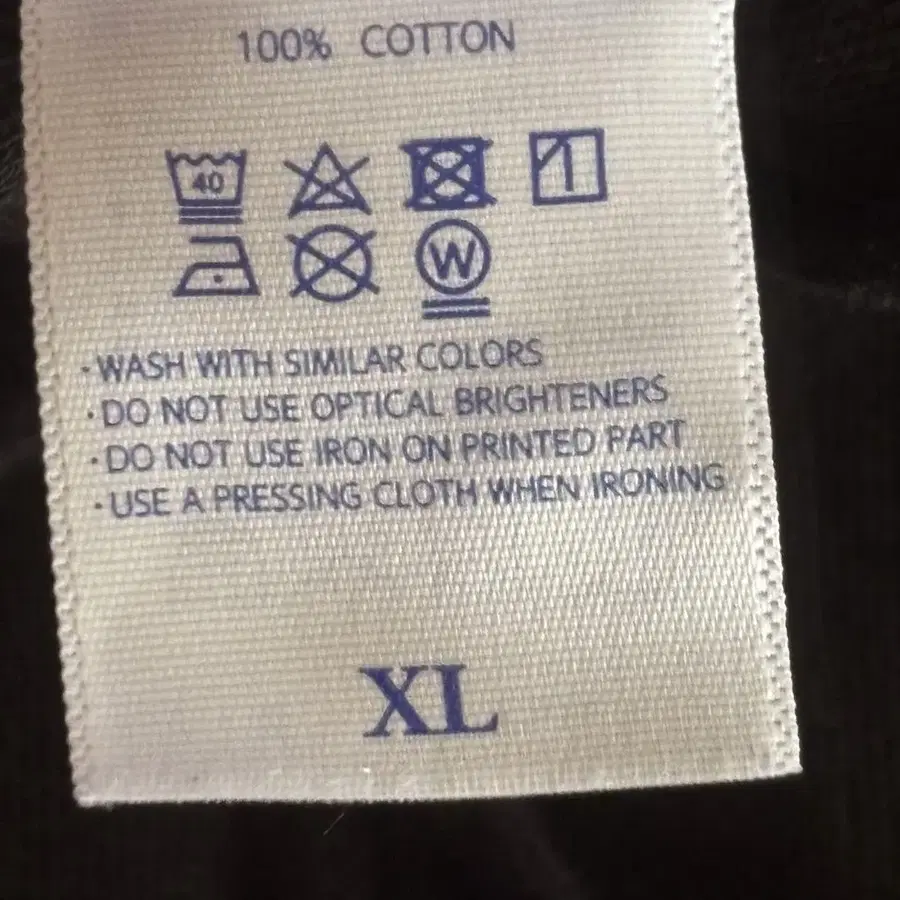 100% COTTON
40
W
·WASH WITH SIMILAR COLORS
·DO NOT USE OPTICAL BRIGHTENERS
·DO NOT USE IRON ON PRINTED PART
·USE A PRESSING CLOTH WHEN IRONING
XL